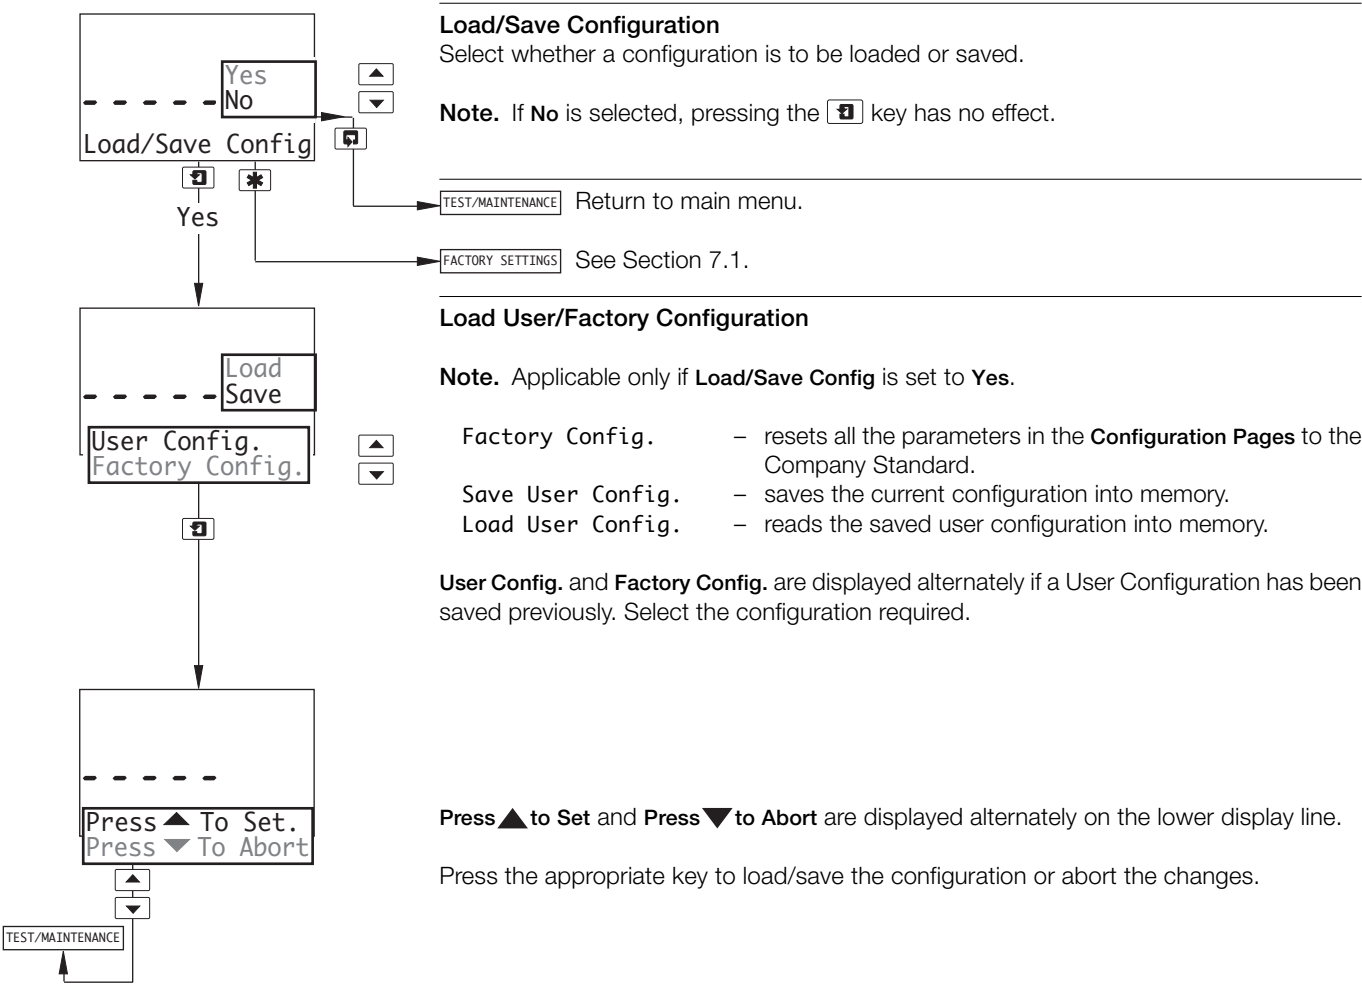 Load/Save Configuration
Select whether a configuration is to be loaded or saved.
Note. If No is selected, pressing the key has no effect.
Yes
No
Load/Save Config
Yes
TEST/MAINTENANCE Return to main menu.
FACTORY SETTINGS See Section 7.1.
Load User/Factory Configuration
Note. Applicable only if Load/Save Config is set to Yes.
Load
Save
User Config.
Factory Config.
Factory Config. – resets all the parameters in the Configuration Pages to the
Company Standard.
Save User Config. – saves the current configuration into memory.
Load User Config. – reads the saved user configuration into memory.
User Config. and Factory Config. are displayed alternately if a User Configuration has been
saved previously. Select the configuration required.
Press ▲ To Set.
Press ▼ To Abort
Press ▲ to Set and Press ▼ to Abort are displayed alternately on the lower display line.
Press the appropriate key to load/save the configuration or abort the changes.
TEST/MAINTENANCE